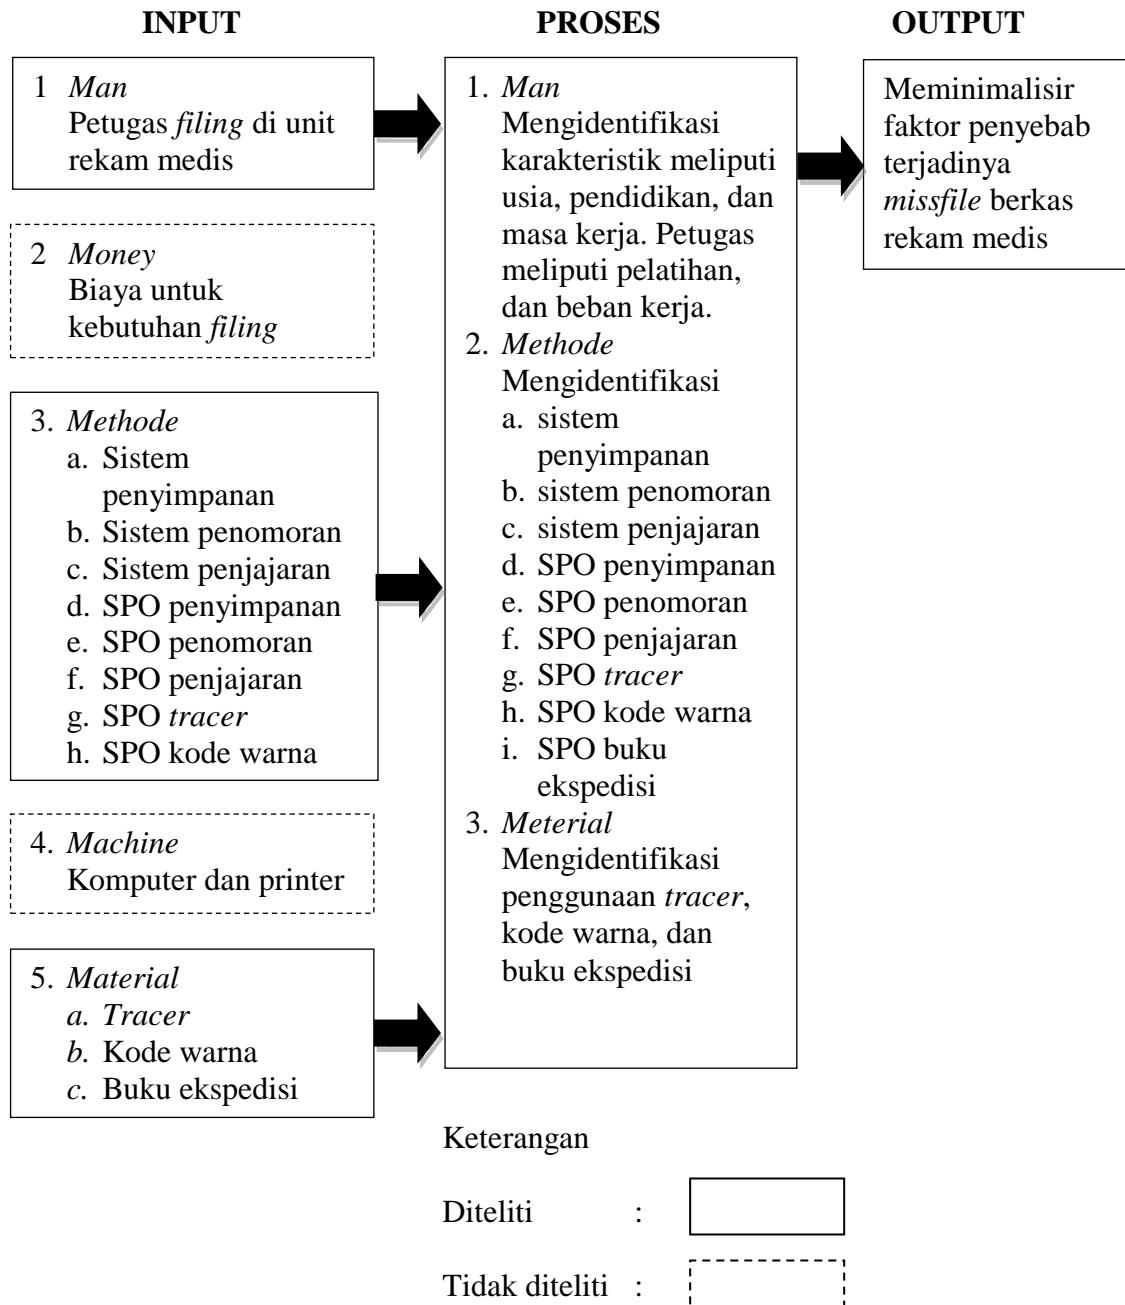 INPUT
PROSES
OUTPUT
1 Man
Petugas filing di unit
rekam medis
2 Money
Biaya untuk
kebutuhan filing
3. Methode
a. Sistem
penyimpanan
b. Sistem penomoran
c. Sistem penjajaran
d. SPO penyimpanan
e. SPO penomoran
f. SPO penjajaran
g. SPO tracer
h. SPO kode warna
4. Machine
Komputer dan printer
5. Material
a. Tracer
b. Kode warna
c. Buku ekspedisi
1. Man
Mengidentifikasi
karakteristik meliputi
usia, pendidikan, dan
masa kerja. Petugas
meliputi pelatihan,
dan beban kerja.
2. Methode
Mengidentifikasi
a. sistem
penyimpanan
b. sistem penomoran
c. sistem penjajaran
d. SPO penyimpanan
e. SPO penomoran
f. SPO penjajaran
g. SPO tracer
h. SPO kode warna
i. SPO buku
ekspedisi
3. Meterial
Mengidentifikasi
penggunaan tracer,
kode warna, dan
buku ekspedisi
Meminimalisir
faktor penyebab
terjadinya
missfile berkas
rekam medis
Keterangan
Diteliti :
Tidak diteliti :